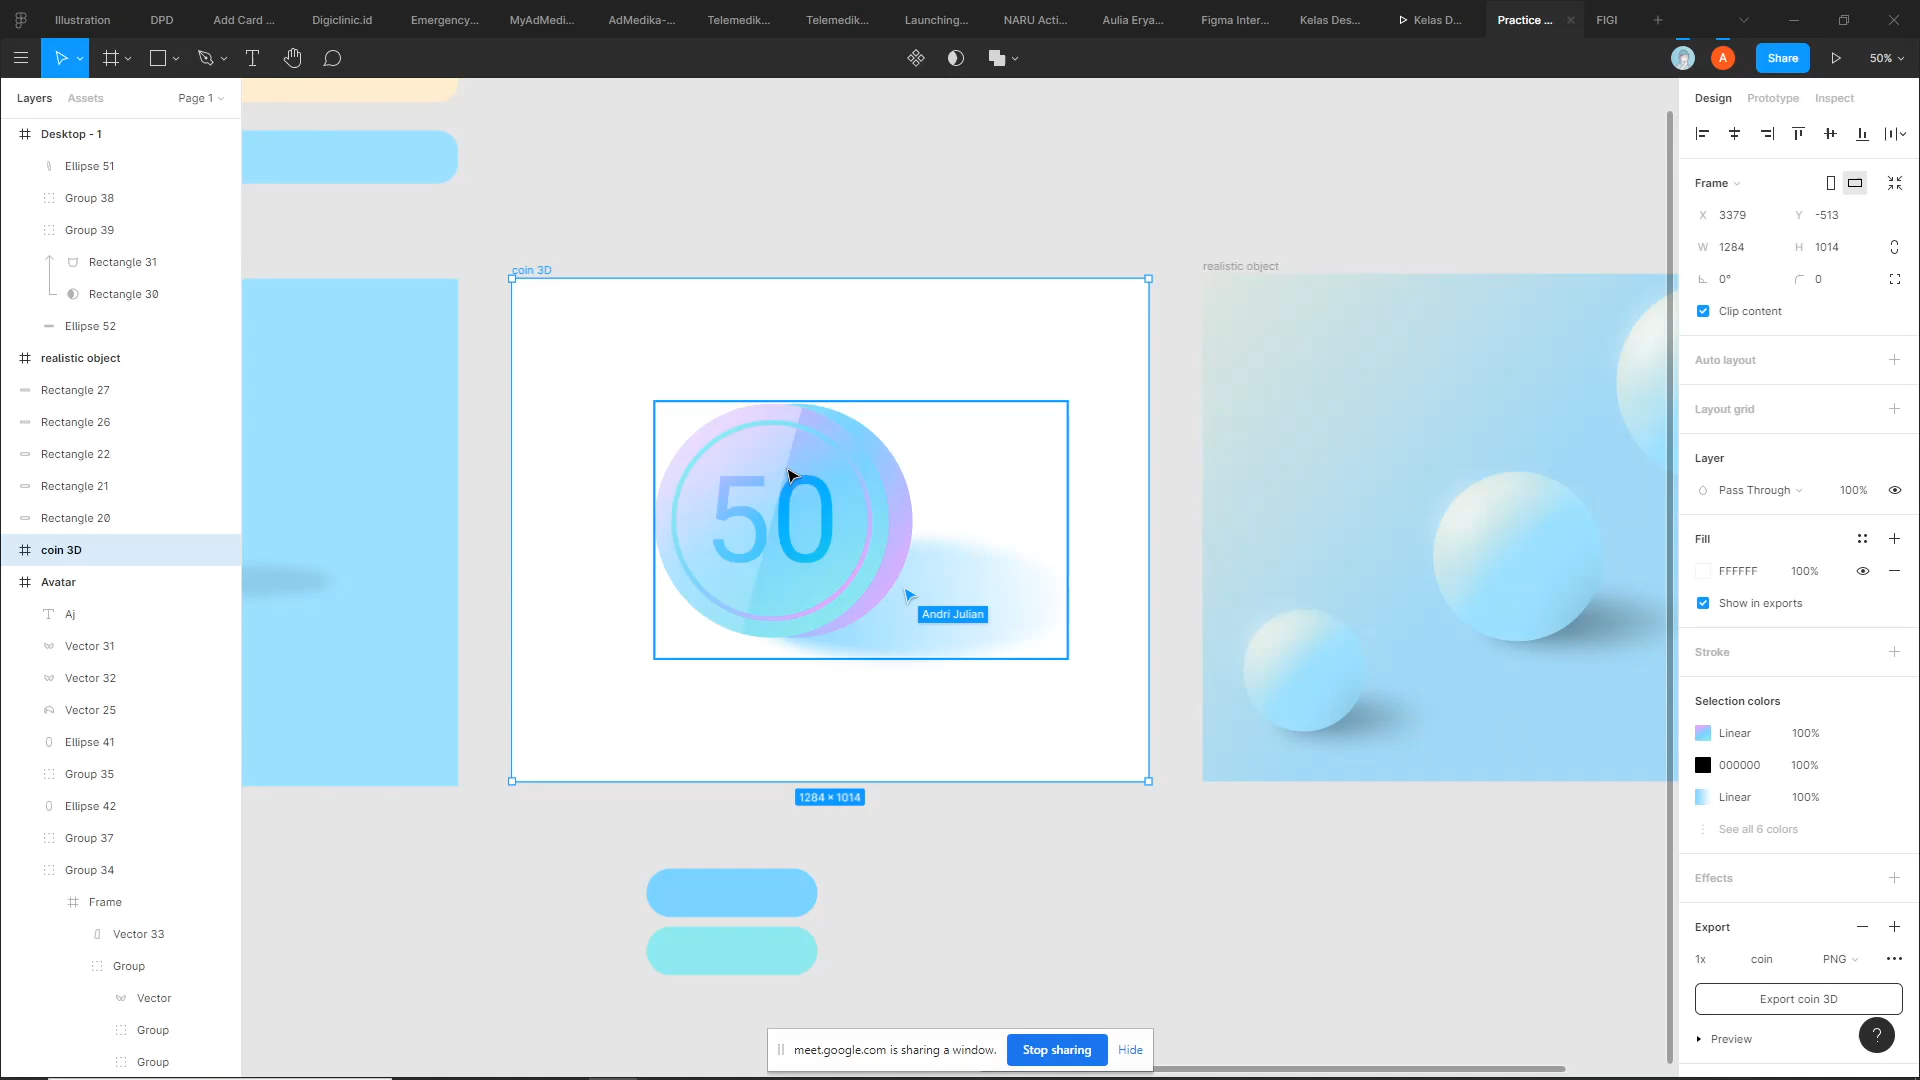 Illustration
DPD
Add Card ...
Digiclinic.id
Emergency...
MyAdMedi...
AdMedika-...
Telemedik...
Telemedik...
Launching...
NARU Acti...
Aulia Erya...
Figma Inter...
Kelas Des...
Kelas D...
Practice ...
FIGI
A
Share
50%
Layers
Assets
Page 1
Desktop - 1
Ellipse 51
Group 38
Group 39
Rectangle 31
Rectangle 30
Ellipse 52
realistic object
Rectangle 27
Rectangle 26
Rectangle 22
Rectangle 21
Rectangle 20
coin 3D
Avatar
Aj
Vector 31
Vector 32
Vector 25
Ellipse 41
Group 35
Ellipse 42
Group 37
Group 34
Frame
Vector 33
Group
Vector
Group
Group
coin 3D
50
Andri Julian
1284 × 1014
realistic object
meet.google.com is sharing a window.
Stop sharing
Hide
Design
Prototype
Inspect
Frame
X 3379 Y -513
W 1284 H 1014
0° 0
Clip content
Auto layout
Layout grid
Layer
Pass Through 100%
Fill
FFFFFF 100%
Show in exports
Stroke
Selection colors
Linear 100%
000000 100%
Linear 100%
See all 6 colors
Effects
Export
1x coin PNG
Export coin 3D
Preview
?